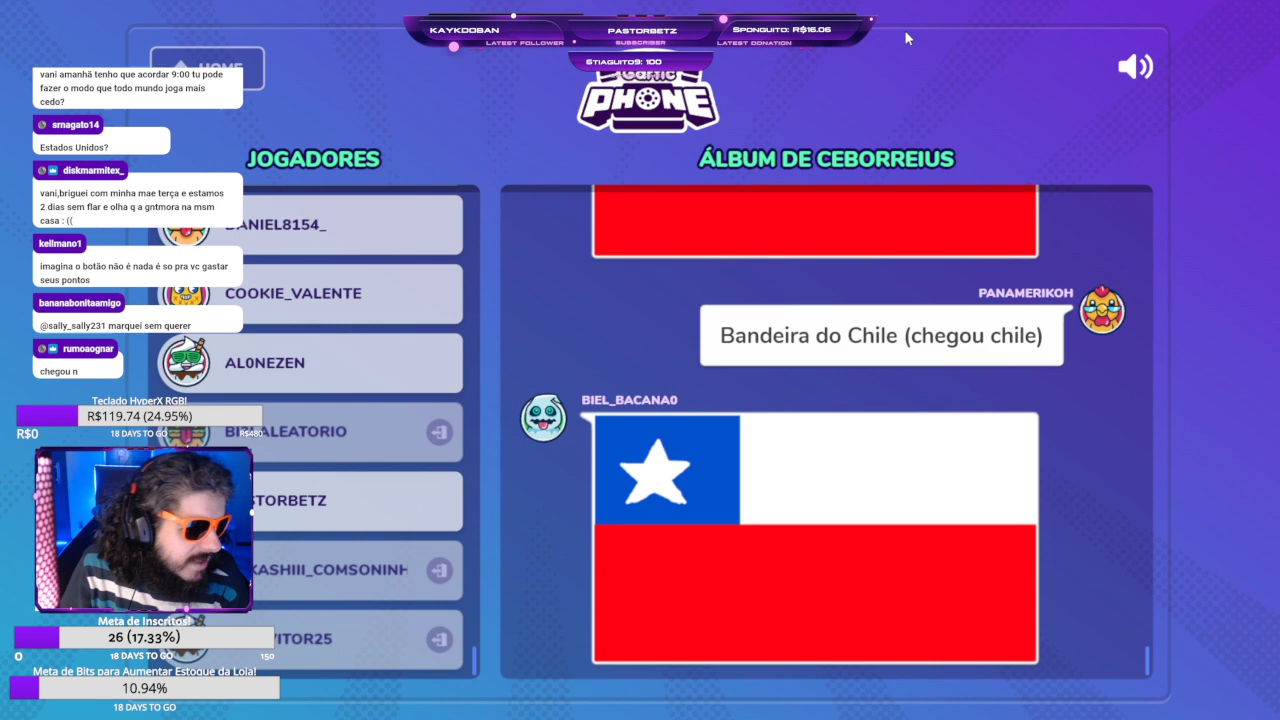 KAYKDOBAN
LATEST FOLLOWER
PASTORBETZ
SUBSCRIBER
SPONGUITO: R$16.06
LATEST DONATION
6TIAGUITO9: 100
HOME
PHONE
JOGADORES
ÁLBUM DE CEBORREIUS
vani amanhã tenho que acordar 9:00 tu pode
fazer o modo que todo mundo joga mais
cedo?
srnagato14
Estados Unidos?
diskmarmitex_
vani,briguei com minha mae terça e estamos
2 dias sem flar e olha q a gntmora na msm
casa : ((
kellmano1
imagina o botão não é nada é so pra vc gastar
seus pontos
bananabonitaamigo
@sally_sally231 marquei sem querer
rumoaognar
chegou n
DANIEL8154_
COOKIE_VALENTE
AL0NEZEN
ALEATORIO
STORBETZ
KASHIII_COMSONINH
VITOR25
PANAMERIKOH
Bandeira do Chile (chegou chile)
BIEL_BACANA0
Teclado HyperX RGB!
R$119.74 (24.95%)
R$0
18 DAYS TO GO
R$480
Meta de Inscritos!
26 (17.33%)
0
18 DAYS TO GO
150
Meta de Bits para Aumentar Estoque da Loja!
10.94%
18 DAYS TO GO